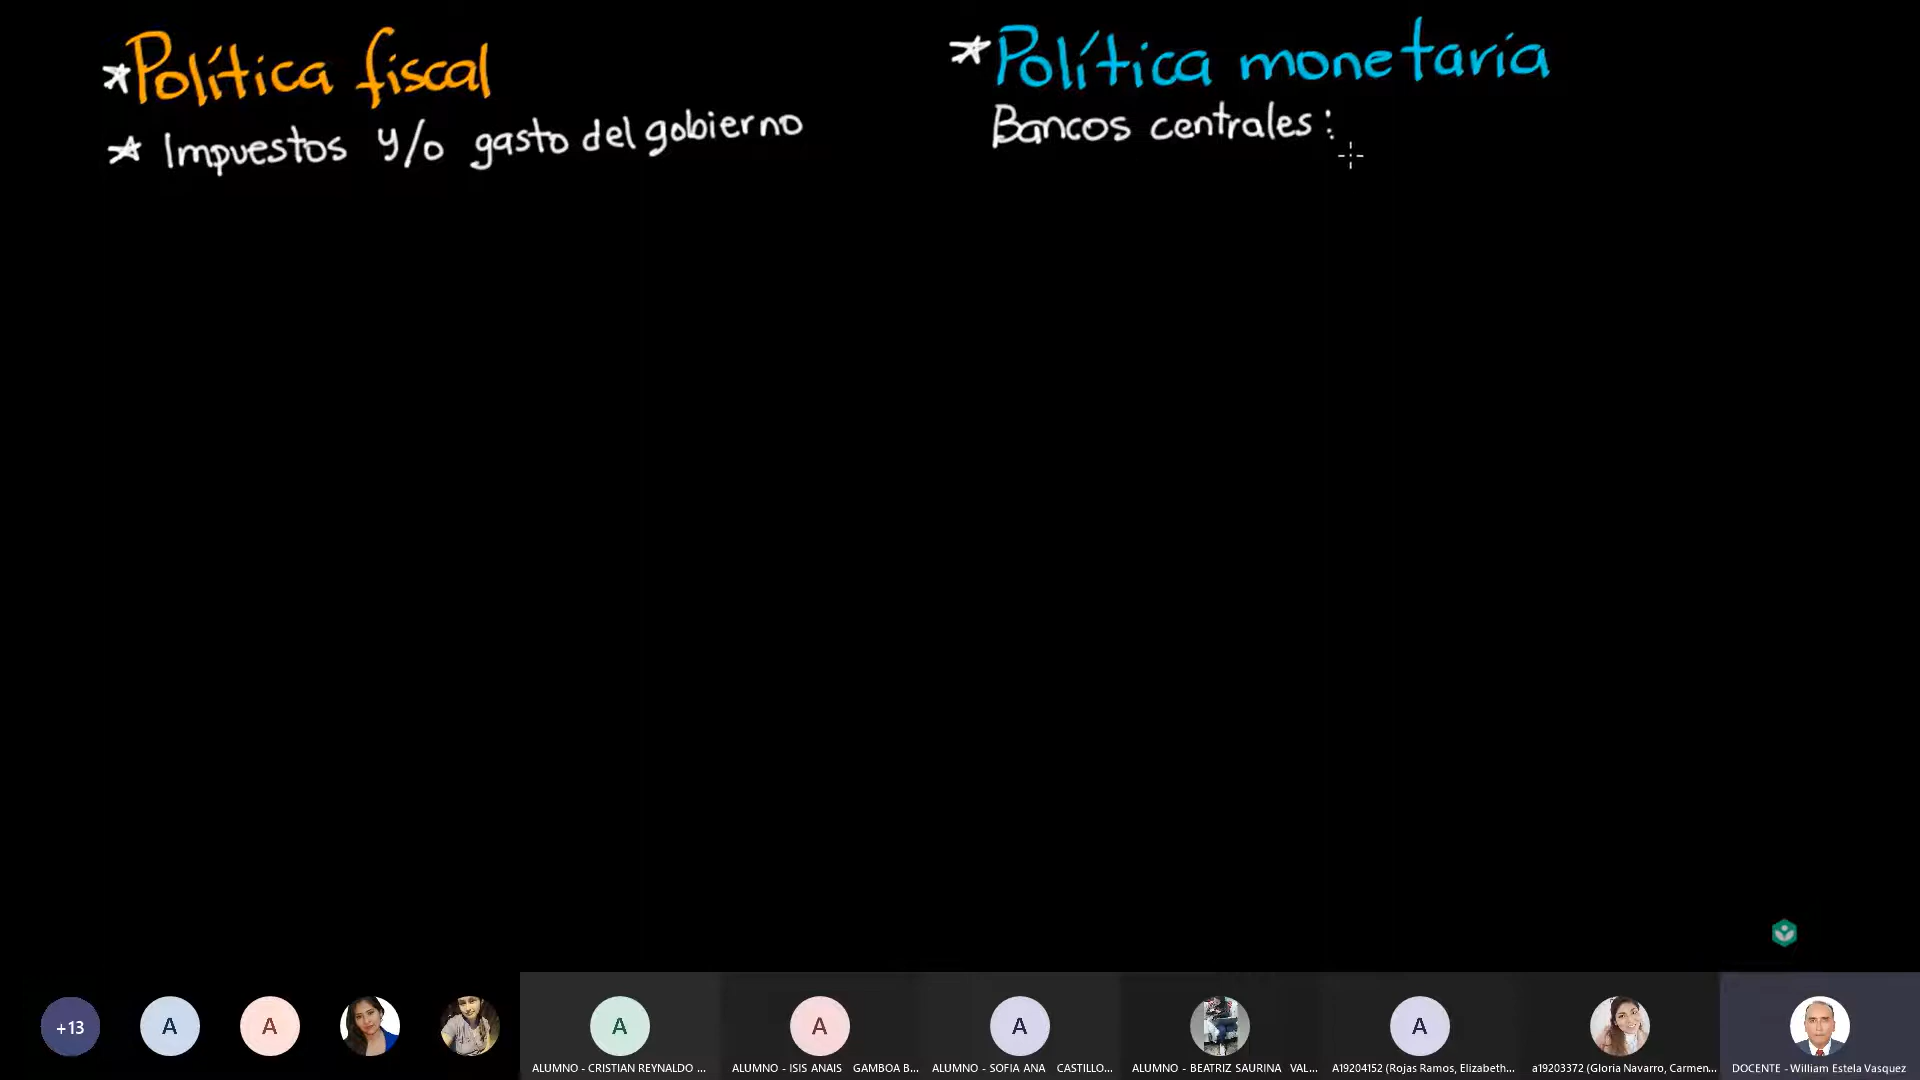 *Política fiscal
* Impuestos y/o gasto del gobierno
*Política monetaria
Bancos centrales:
+13
A
A
A
A
A
A
ALUMNO - CRISTIAN REYNALDO ...
ALUMNO - ISIS ANAIS GAMBOA B...
ALUMNO - SOFIA ANA CASTILLO...
ALUMNO - BEATRIZ SAURINA VAL...
A19204152 (Rojas Ramos, Elizabeth...
a19203372 (Gloria Navarro, Carmen...
DOCENTE - William Estela Vasquez